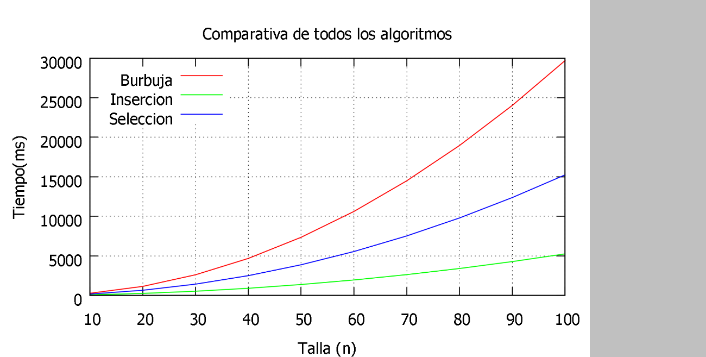 Comparativa de todos los algoritmos
30000
25000
20000
15000
10000
5000
0
Tiempo(ms)
Burbuja
Insercion
Seleccion
10 20 30 40 50 60 70 80 90 100
Talla (n)